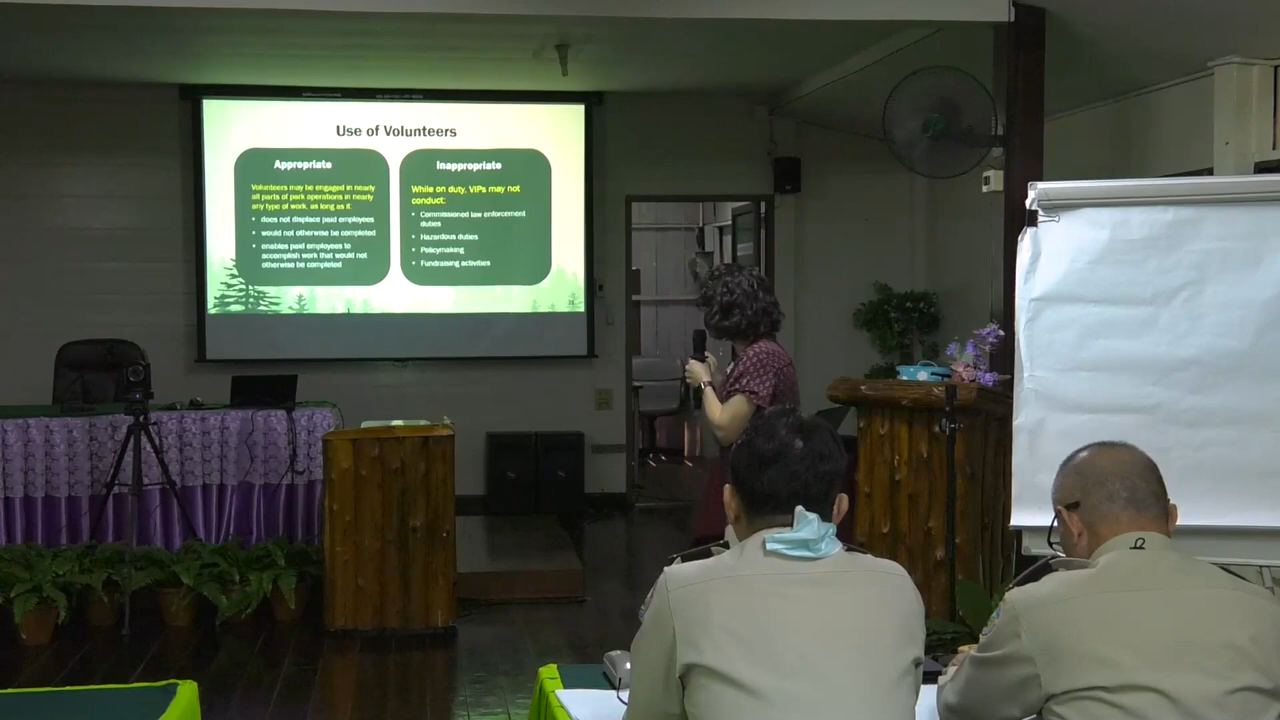 Use of Volunteers
Appropriate
Volunteers may be engaged in nearly
all parts of park operations in nearly
any type of work, as long as it:
• does not displace paid employees
• would not otherwise be completed
• enables paid employees to
accomplish work that would not
otherwise be completed
Inappropriate
While on duty, VIPs may not
conduct:
• Commissioned law enforcement
duties
• Hazardous duties
• Policymaking
• Fundraising activities